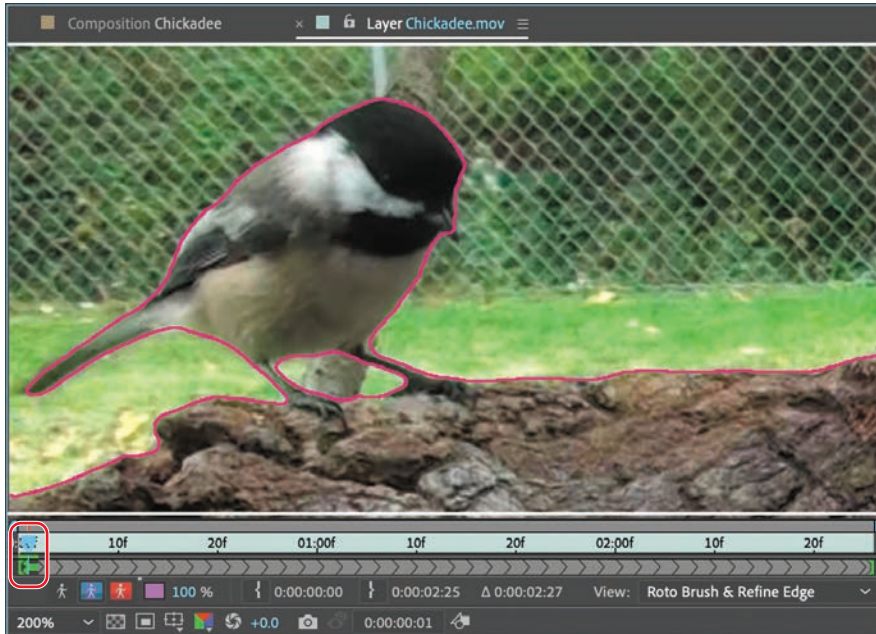 Composition Chickadee × Layer Chickadee.mov
10f 20f 01:00f 10f 20f 02:00f 10f 20f
100 % 0:00:00:00 0:00:02:25 Δ 0:00:02:27 View: Roto Brush & Refine Edge
200% +0.0 0:00:00:01